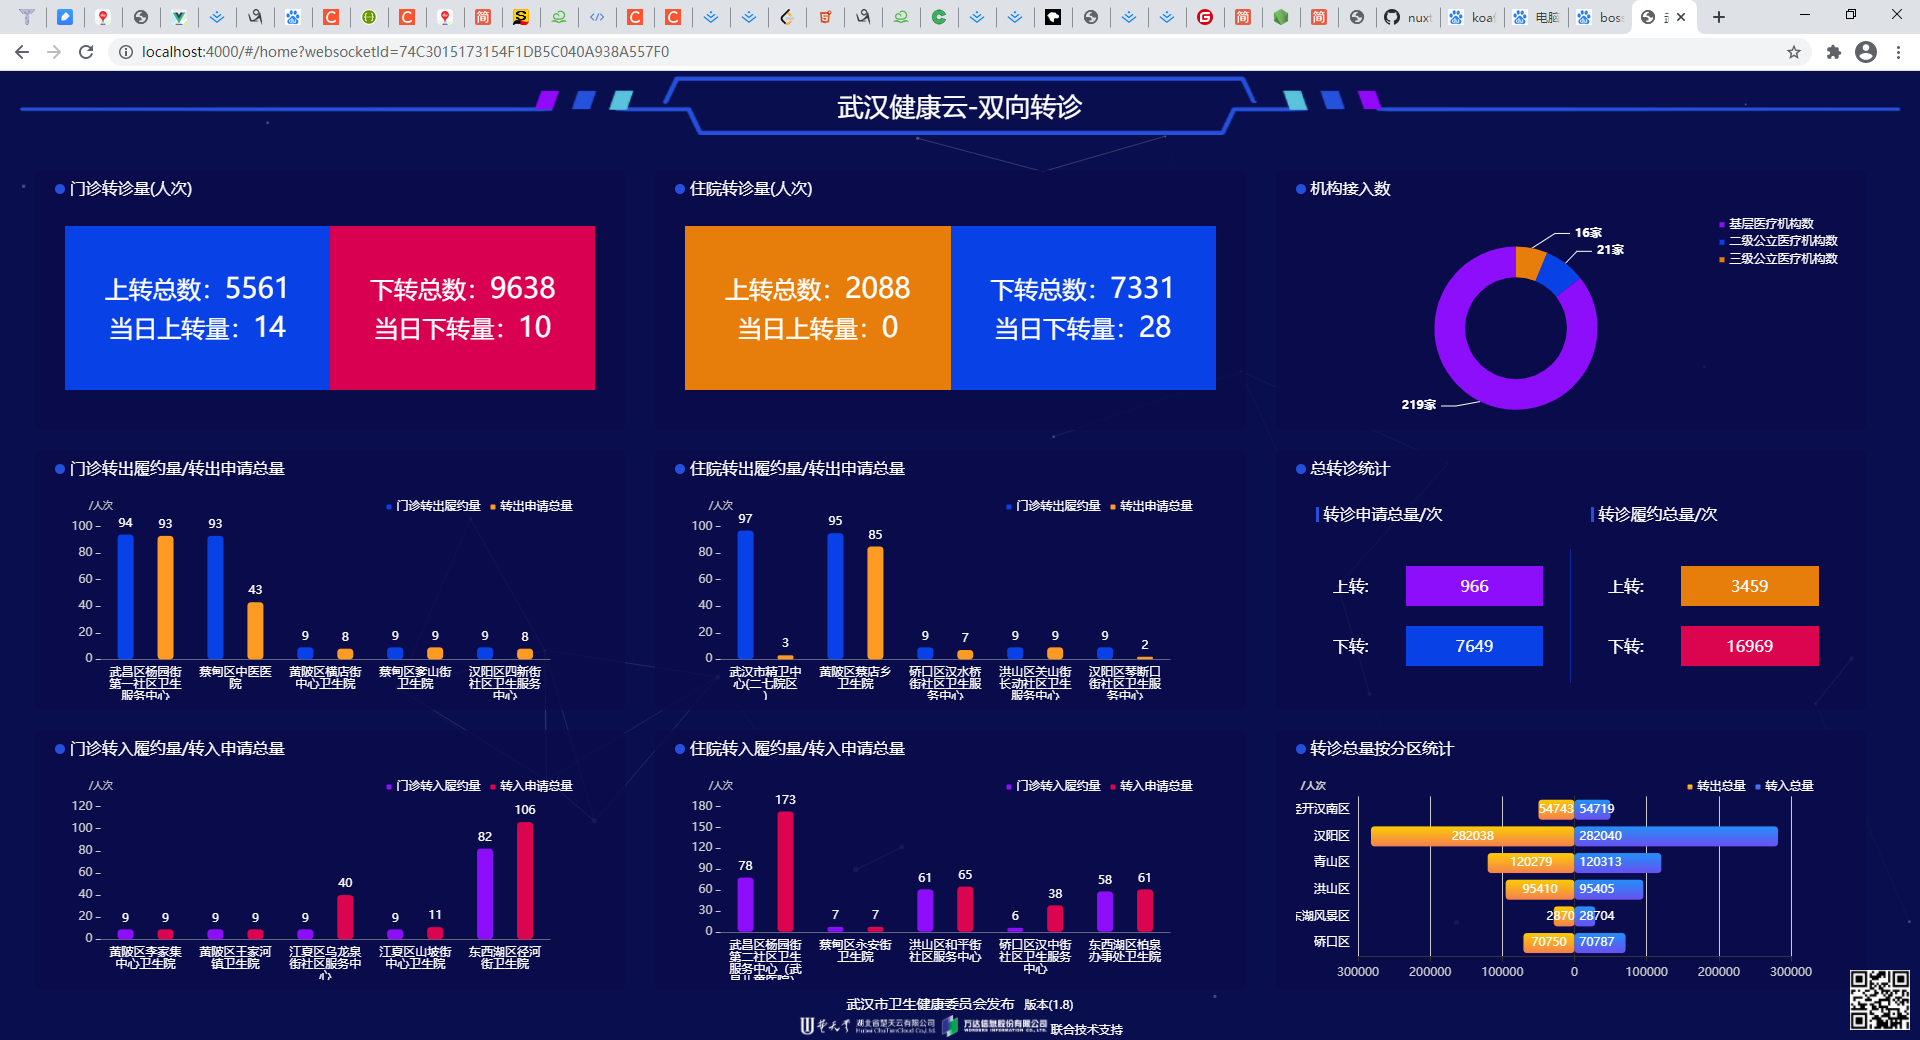 简
简
简
nuxt
koa
电脑
bos
localhost:4000/#/home?websocketId=74C3015173154F1DB5C040A938A557F0
武汉健康云-双向转诊
门诊转诊量(人次)
上转总数：5561
当日上转量：14
下转总数：9638
当日下转量：10
住院转诊量(人次)
上转总数：2088
当日上转量：0
下转总数：7331
当日下转量：28
机构接入数
基层医疗机构数
二级公立医疗机构数
三级公立医疗机构数
16家
21家
219家
门诊转出履约量/转出申请总量
/人次
门诊转出履约量
转出申请总量
100
80
60
40
20
0
94
93
93
43
9
8
9
9
9
8
武昌区杨园街
第一社区卫生
服务中心
蔡甸区中医医
院
黄陂区横店街
中心卫生院
蔡甸区奓山街
卫生院
汉阳区四新街
社区卫生服务
中心
住院转出履约量/转出申请总量
/人次
门诊转出履约量
转出申请总量
100
80
60
40
20
0
97
3
95
85
9
7
9
9
9
2
武汉市精卫中
心(二七院区
)
黄陂区蔡店乡
卫生院
硚口区汉水桥
街社区卫生服
务中心
洪山区关山街
长动社区卫生
服务中心
汉阳区琴断口
街社区卫生服
务中心
总转诊统计
转诊申请总量/次
上转:
966
下转:
7649
转诊履约总量/次
上转:
3459
下转:
16969
门诊转入履约量/转入申请总量
/人次
门诊转入履约量
转入申请总量
120
100
80
60
40
20
0
9
9
9
9
9
40
9
11
82
106
黄陂区李家集
中心卫生院
黄陂区王家河
镇卫生院
江夏区乌龙泉
街社区服务中
心
江夏区山坡街
中心卫生院
东西湖区径河
街卫生院
住院转入履约量/转入申请总量
/人次
门诊转入履约量
转入申请总量
180
150
120
90
60
30
0
78
173
7
7
61
65
6
38
58
61
武昌区杨园街
第二社区卫生
服务中心（武
蔡甸区永安街
卫生院
洪山区和平街
社区服务中心
硚口区汉中街
社区卫生服务
中心
东西湖区柏泉
办事处卫生院
转诊总量按分区统计
/人次
转出总量
转入总量
经开汉南区
54743
54719
汉阳区
282038
282040
青山区
120279
120313
洪山区
95410
95405
东湖风景区
2870
28704
硚口区
70750
70787
300000
200000
100000
0
100000
200000
300000
武汉市卫生健康委员会发布 版本(1.8)
湖北省楚天云有限公司
万达信息股份有限公司
联合技术支持